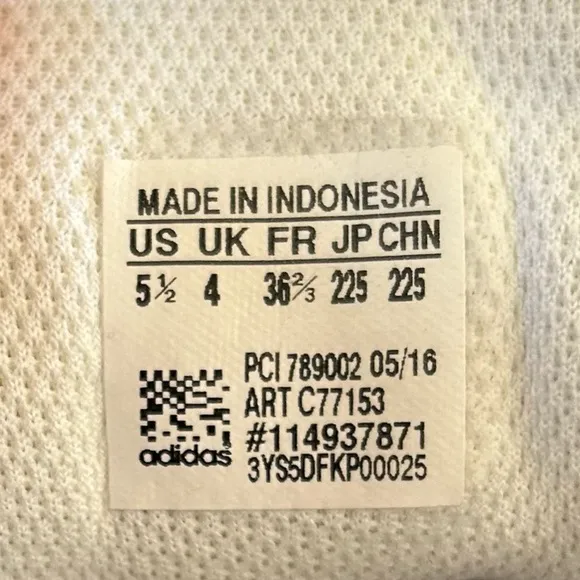 MADE IN INDONESIA
US UK FR JP CHN
5½ 4 36⅔ 225 225
PCI 789002 05/16
ART C77153
#114937871
adidas 3YS5DFKP00025